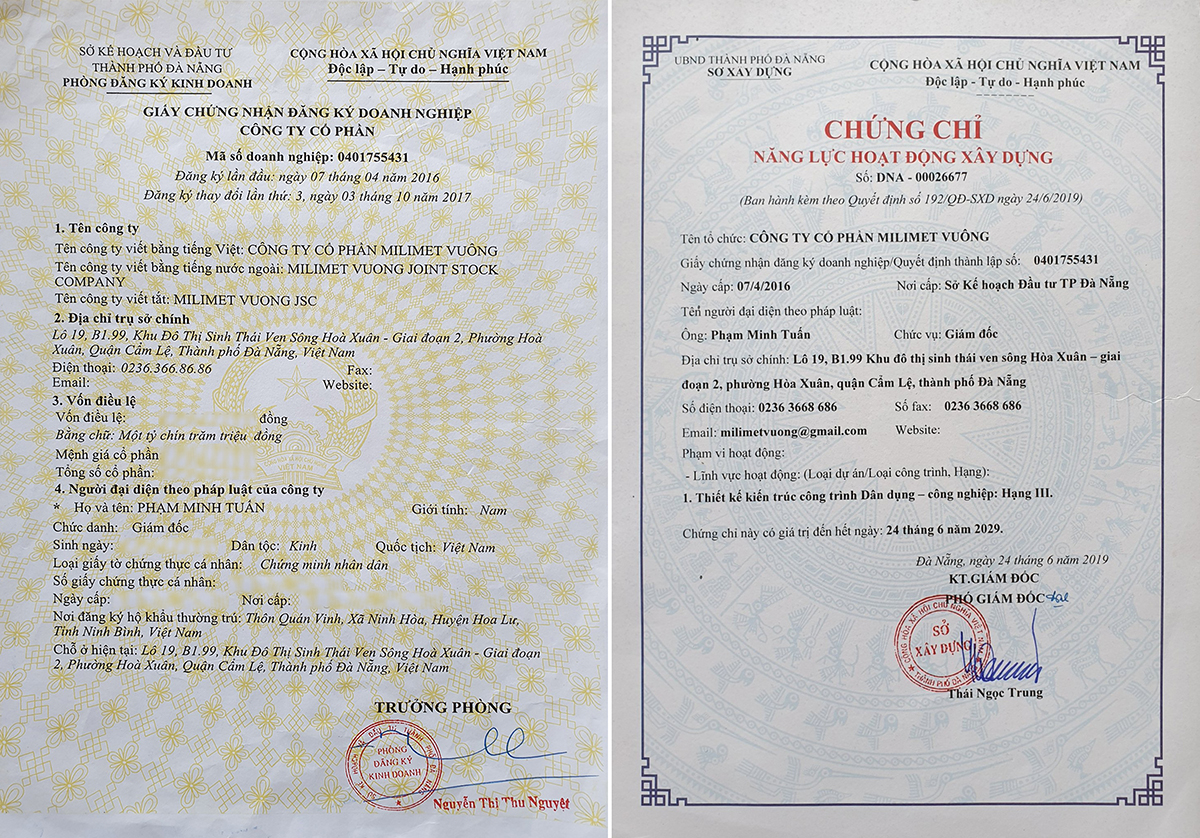 SỞ KẾ HOẠCH VÀ ĐẦU TƯ
THÀNH PHỐ ĐÀ NẴNG
PHÒNG ĐĂNG KÝ KINH DOANH
CỘNG HÒA XÃ HỘI CHỦ NGHĨA VIỆT NAM
Độc lập – Tự do – Hạnh phúc
GIẤY CHỨNG NHẬN ĐĂNG KÝ DOANH NGHIỆP
CÔNG TY CỔ PHẦN
Mã số doanh nghiệp: 0401755431
Đăng ký lần đầu: ngày 07 tháng 04 năm 2016
Đăng ký thay đổi lần thứ: 3, ngày 03 tháng 10 năm 2017
1. Tên công ty
Tên công ty viết bằng tiếng Việt: CÔNG TY CỔ PHẦN MILIMET VUÔNG
Tên công ty viết bằng tiếng nước ngoài: MILIMET VUONG JOINT STOCK
COMPANY
Tên công ty viết tắt: MILIMET VUONG JSC
2. Địa chỉ trụ sở chính
Lô 19, B1.99, Khu Đô Thị Sinh Thái Ven Sông Hoà Xuân - Giai đoạn 2, Phường Hoà
Xuân, Quận Cẩm Lệ, Thành phố Đà Nẵng, Việt Nam
Điện thoại: 0236.366.86.86 Fax:
Email: Website:
3. Vốn điều lệ
Vốn điều lệ: đồng
Bằng chữ: Một tỷ chín trăm triệu đồng
Mệnh giá cổ phần
Tổng số cổ phần:
4. Người đại diện theo pháp luật của công ty
* Họ và tên: PHẠM MINH TUẤN Giới tính: Nam
Chức danh: Giám đốc
Sinh ngày: Dân tộc: Kinh Quốc tịch: Việt Nam
Loại giấy tờ chứng thực cá nhân: Chứng minh nhân dân
Số giấy chứng thực cá nhân:
Ngày cấp: Nơi cấp:
Nơi đăng ký hộ khẩu thường trú: Thôn Quán Vinh, Xã Ninh Hòa, Huyện Hoa Lư,
Tỉnh Ninh Bình, Việt Nam
Chỗ ở hiện tại: Lô 19, B1.99, Khu Đô Thị Sinh Thái Ven Sông Hoà Xuân - Giai đoạn
2, Phường Hoà Xuân, Quận Cẩm Lệ, Thành phố Đà Nẵng, Việt Nam
TRƯỞNG PHÒNG
PHÒNG
ĐĂNG KÝ
KINH DOANH
Nguyễn Thị Thu Nguyệt
UBND THÀNH PHỐ ĐÀ NẴNG
SỞ XÂY DỰNG
CỘNG HÒA XÃ HỘI CHỦ NGHĨA VIỆT NAM
Độc lập - Tự do - Hạnh phúc
CHỨNG CHỈ
NĂNG LỰC HOẠT ĐỘNG XÂY DỰNG
Số: DNA - 00026677
(Ban hành kèm theo Quyết định số 192/QĐ-SXD ngày 24/6/2019)
Tên tổ chức: CÔNG TY CỔ PHẦN MILIMET VUÔNG
Giấy chứng nhận đăng ký doanh nghiệp/Quyết định thành lập số: 0401755431
Ngày cấp: 07/4/2016 Nơi cấp: Sở Kế hoạch Đầu tư TP Đà Nẵng
Tên người đại diện theo pháp luật:
Ông: Phạm Minh Tuấn Chức vụ: Giám đốc
Địa chỉ trụ sở chính: Lô 19, B1.99 Khu đô thị sinh thái ven sông Hòa Xuân – giai
đoạn 2, phường Hòa Xuân, quận Cẩm Lệ, thành phố Đà Nẵng
Số điện thoại: 0236 3668 686 Số fax: 0236 3668 686
Email: milimetvuong@gmail.com Website:
Phạm vi hoạt động:
- Lĩnh vực hoạt động: (Loại dự án/Loại công trình, Hạng):
1. Thiết kế kiến trúc công trình Dân dụng – công nghiệp: Hạng III.
Chứng chỉ này có giá trị đến hết ngày: 24 tháng 6 năm 2029.
Đà Nẵng, ngày 24 tháng 6 năm 2019
KT.GIÁM ĐỐC
PHÓ GIÁM ĐỐC
CỘNG HÒA XÃ HỘI CHỦ NGHĨA VIỆT NAM
SỞ
XÂY DỰNG
THÀNH PHỐ ĐÀ NẴNG
Thái Ngọc Trung